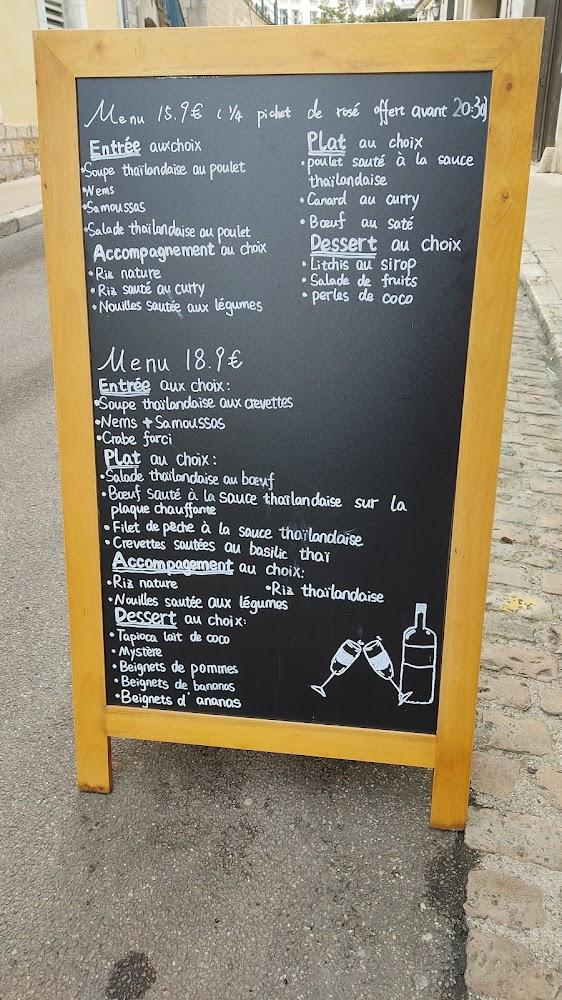 Menu 15.9€ ( 1/4 pichet de rosé offert avant 20:30)
Entrée aux choix
•Soupe thaïlandaise au poulet
•Nems
•Samoussas
•Salade thaïlandaise au poulet
Accompagnement au choix
•Riz nature
•Riz sauté au curry
•Nouilles sautée aux légumes
Plat au choix
•poulet sauté à la sauce
thaïlandaise
•Canard au curry
•Bœuf au saté
Dessert au choix
•Litchis au sirop
•Salade de fruits
•perles de coco
Menu 18.9€
Entrée aux choix:
•Soupe thaïlandaise aux crevettes
•Nems + Samoussas
•Crabe farci
Plat au choix:
•Salade thaïlandaise au bœuf
•Bœuf sauté à la sauce thaïlandaise sur la
plaque chauffante
•Filet de pêche à la sauce thaïlandaise
•Crevettes sautées au basilic thaï
Accompagement au choix:
•Riz nature •Riz thaïlandaise
•Nouilles sautée aux légumes
Dessert au choix:
•Tapioca lait de coco
•Mystère
•Beignets de pommes
•Beignets de bananas
•Beignets d'ananas